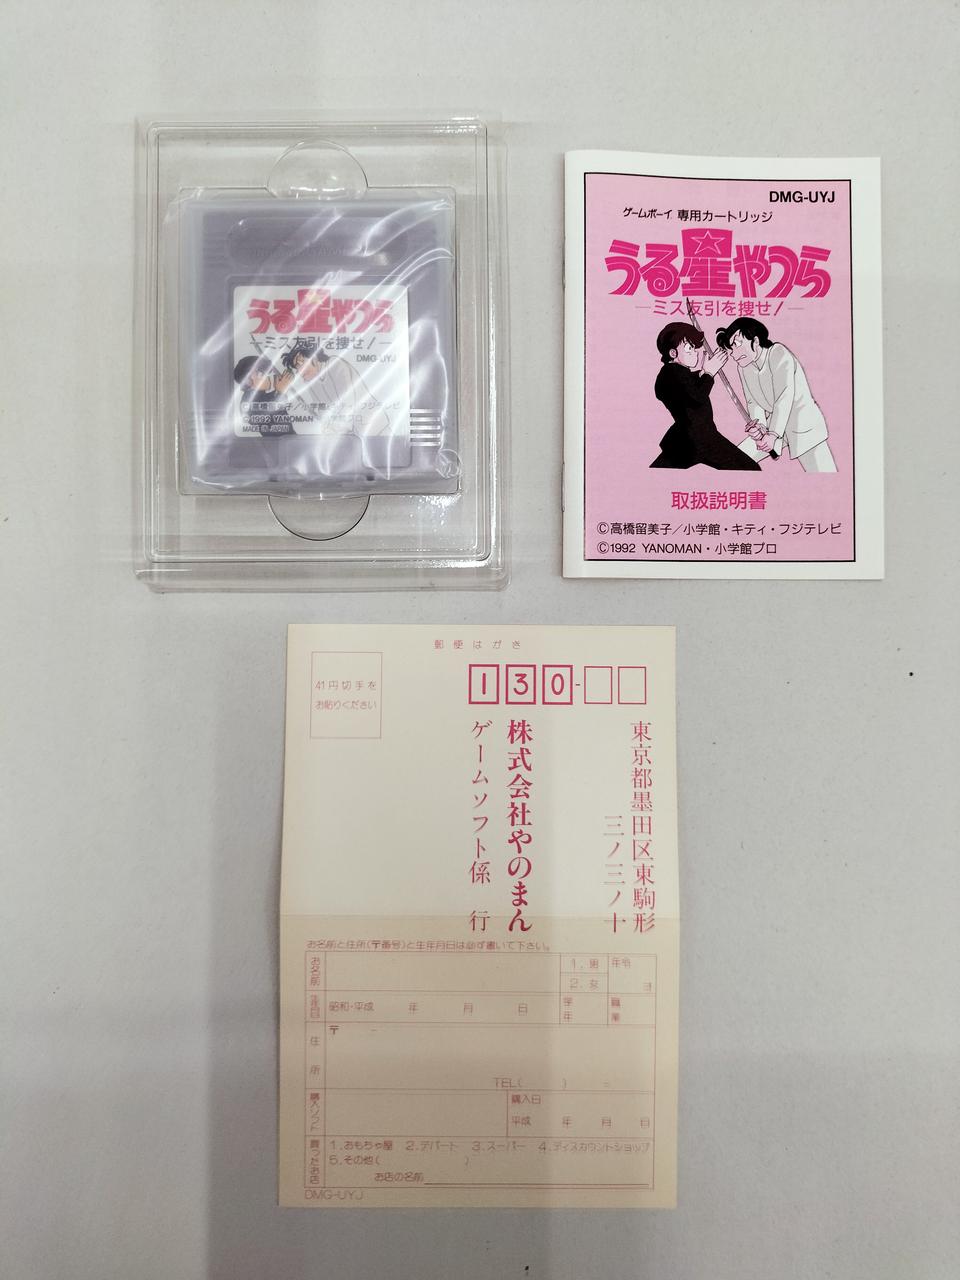 うる星やつら
―ミス友引を捜せ!―
DMG-UYJ
©高橋留美子/小学館・キティ・フジテレビ
©1992 YANOMAN・小学館プロ
MADE IN JAPAN
DMG-UYJ
ゲームボーイ 専用カートリッジ
うる星やつら
―ミス友引を捜せ!―
取扱説明書
©高橋留美子/小学館・キティ・フジテレビ
©1992 YANOMAN・小学館プロ
郵便はがき
41円切手を
お貼りください
130-
東京都墨田区東駒形
三ノ三ノ十
株式会社やのまん
ゲームソフト係 行
お名前と住所(〒番号)と生年月日は必ず書いて下さい。
お名前
1.男
2.女
年令
才
生年月日
昭和・平成 年 月 日
学年
職業
住所
〒 -
TEL( ) =
購入ソフト
購入日
平成 年 月 日
買ったお店
1.おもちゃ屋 2.デパート 3.スーパー 4.ディスカウントショップ
5.その他( )
お店の名前
DMG-UYJ